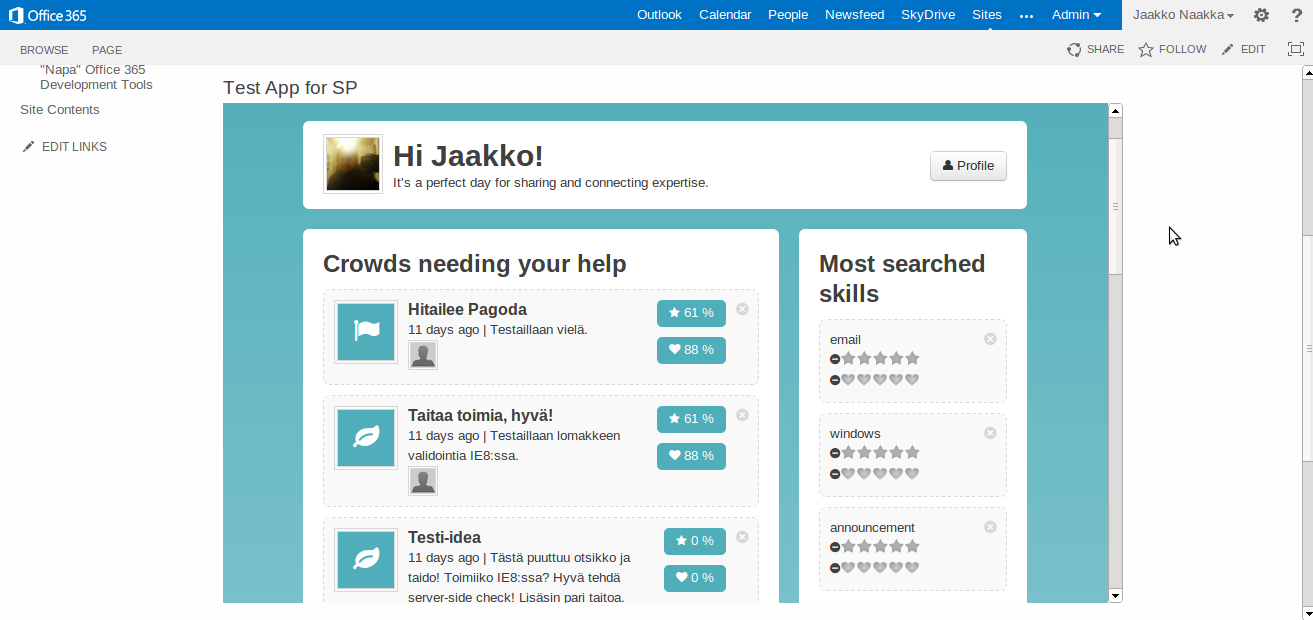 Office 365
Outlook Calendar People Newsfeed SkyDrive Sites ••• Admin
Jaakko Naakka
?
BROWSE PAGE
SHARE FOLLOW EDIT
"Napa" Office 365
Development Tools
Site Contents
EDIT LINKS
Test App for SP
Hi Jaakko!
It's a perfect day for sharing and connecting expertise.
Profile
Crowds needing your help
Hitailee Pagoda
11 days ago | Testaillaan vielä.
61 %
88 %
Taitaa toimia, hyvä!
11 days ago | Testaillaan lomakkeen
validointia IE8:ssa.
61 %
88 %
Testi-idea
11 days ago | Tästä puuttuu otsikko ja
taido! Toimiiko IE8:ssa? Hyvä tehdä
server-side check! Lisäsin pari taitoa.
0 %
0 %
Most searched
skills
email
windows
announcement